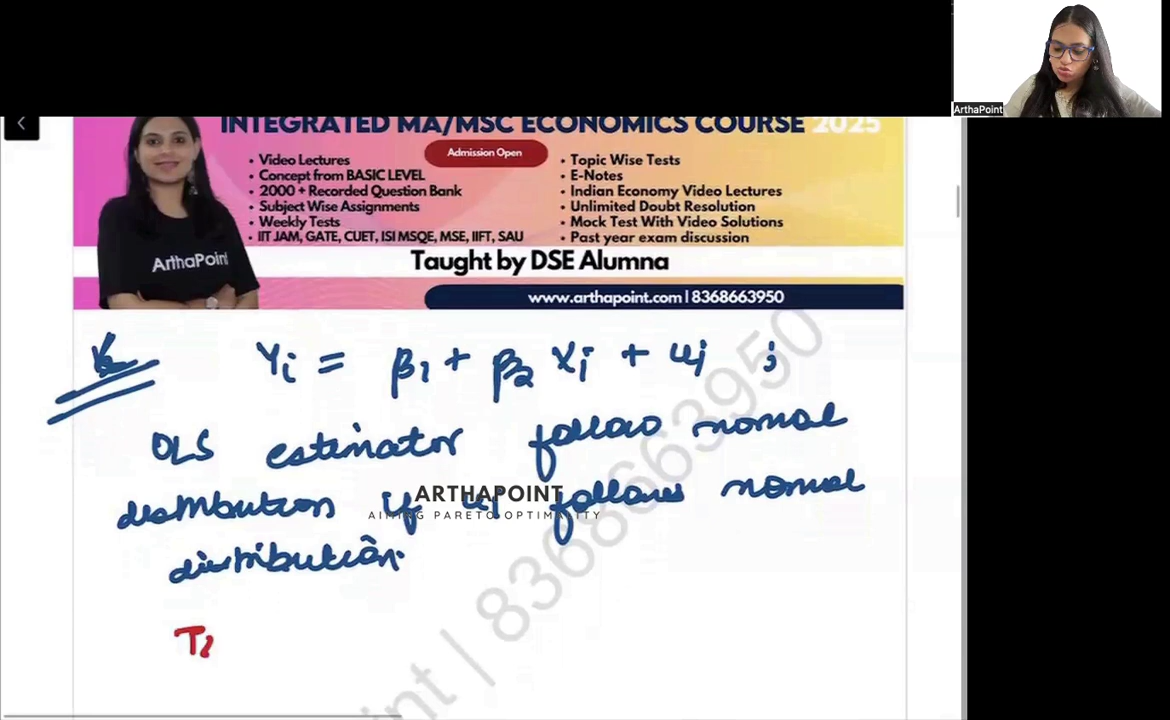 ArthaPoint
INTEGRATED MA/MSC ECONOMICS COURSE 2025
Admission Open
• Video Lectures
• Concept from BASIC LEVEL
• 2000 + Recorded Question Bank
• Subject Wise Assignments
• Weekly Tests
• IIT JAM, GATE, CUET, ISI MSQE, MSE, IIFT, SAU
• Topic Wise Tests
• E-Notes
• Indian Economy Video Lectures
• Unlimited Doubt Resolution
• Mock Test With Video Solutions
• Past year exam discussion
ArthaPoint
Taught by DSE Alumna
www.arthapoint.com | 8368663950
Yi = β1 + β2 Xi + ui ;
OLS estimator follow normal
distribution if ui follows normal
distribution.
ARTHAPOINT
AIMING PARETO OPTIMALITY
int | 8368663950